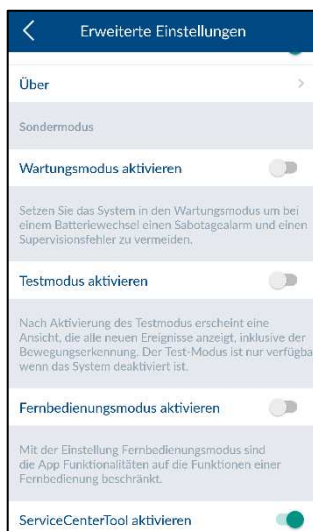 Erweiterte Einstellungen
Über
Sondermodus
Wartungsmodus aktivieren
Setzen Sie das System in den Wartungsmodus um bei
einem Batteriewechsel einen Sabotagealarm und einen
Supervisionsfehler zu vermeiden.
Testmodus aktivieren
Nach Aktivierung des Testmodus erscheint eine
Ansicht, die alle neuen Ereignisse anzeigt, inklusive der
Bewegungserkennung. Der Test-Modus ist nur verfügba
wenn das System deaktiviert ist.
Fernbedienungsmodus aktivieren
Mit der Einstellung Fernbedienungsmodus sind
die App Funktionalitäten auf die Funktionen einer
Fernbedienung beschränkt.
ServiceCenterTool aktivieren